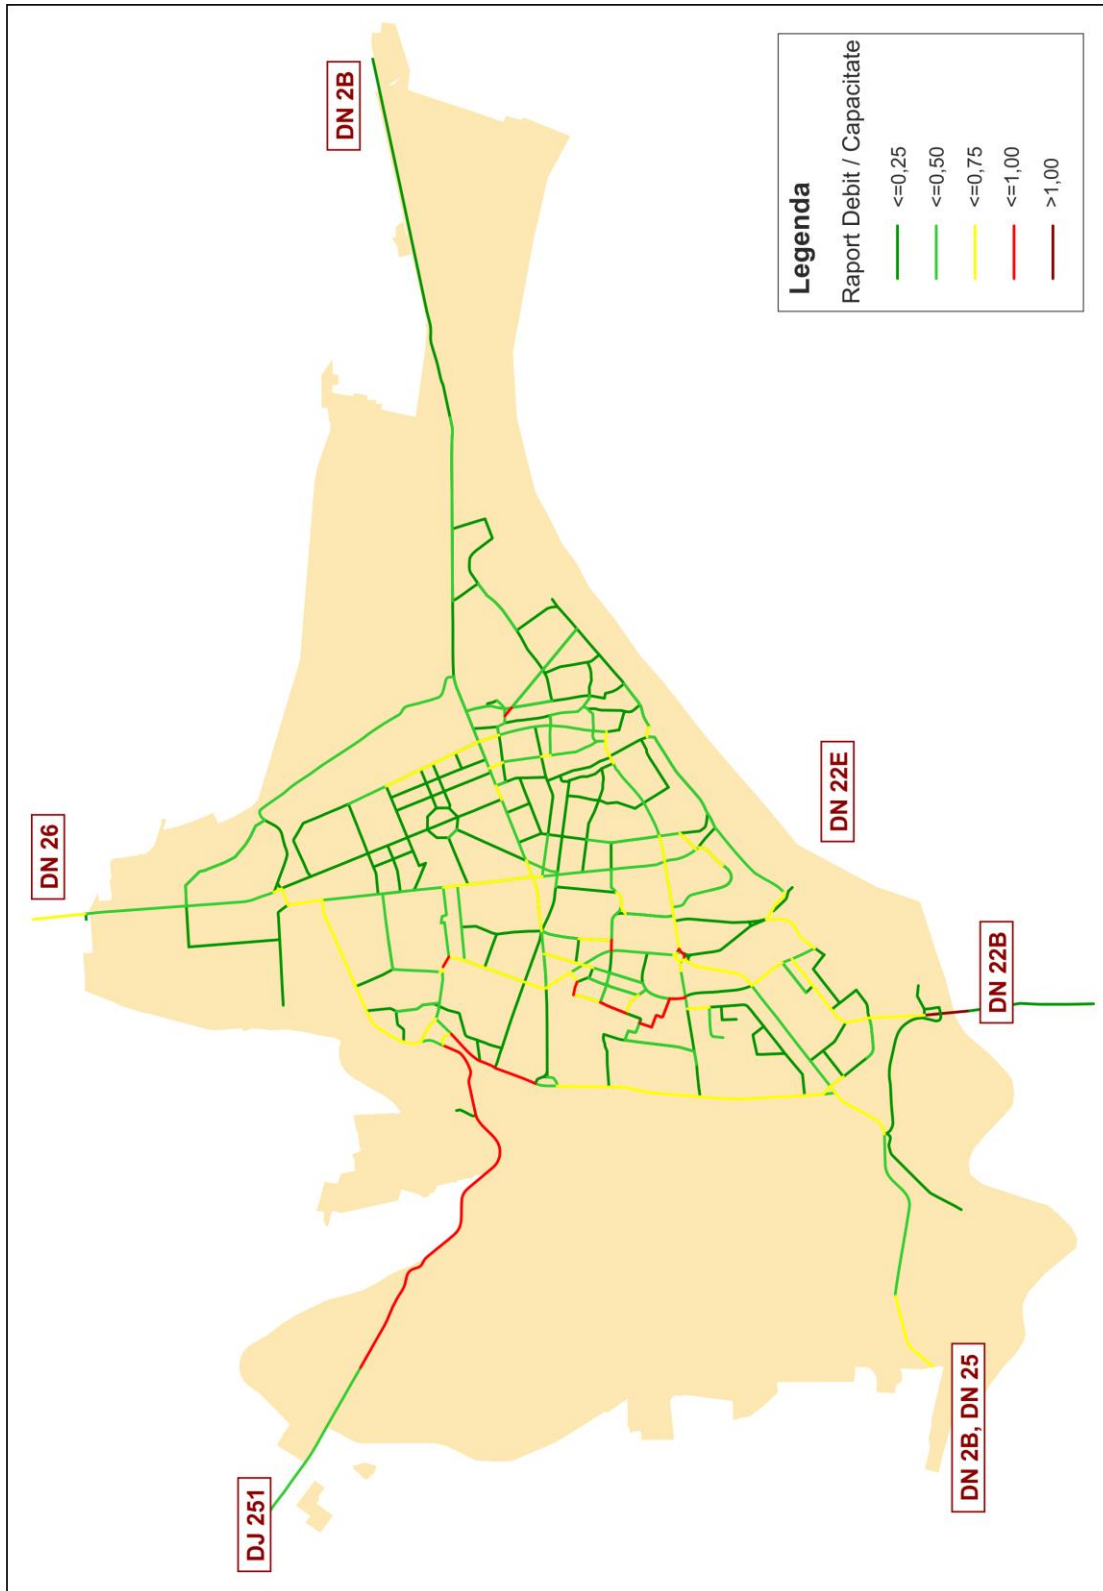 DJ 251
DN 2B, DN 25
DN 26
DN 22B
DN 22E
DN 2B
Legenda
Raport Debit / Capacitate
<=0,25
<=0,50
<=0,75
<=1,00
>1,00